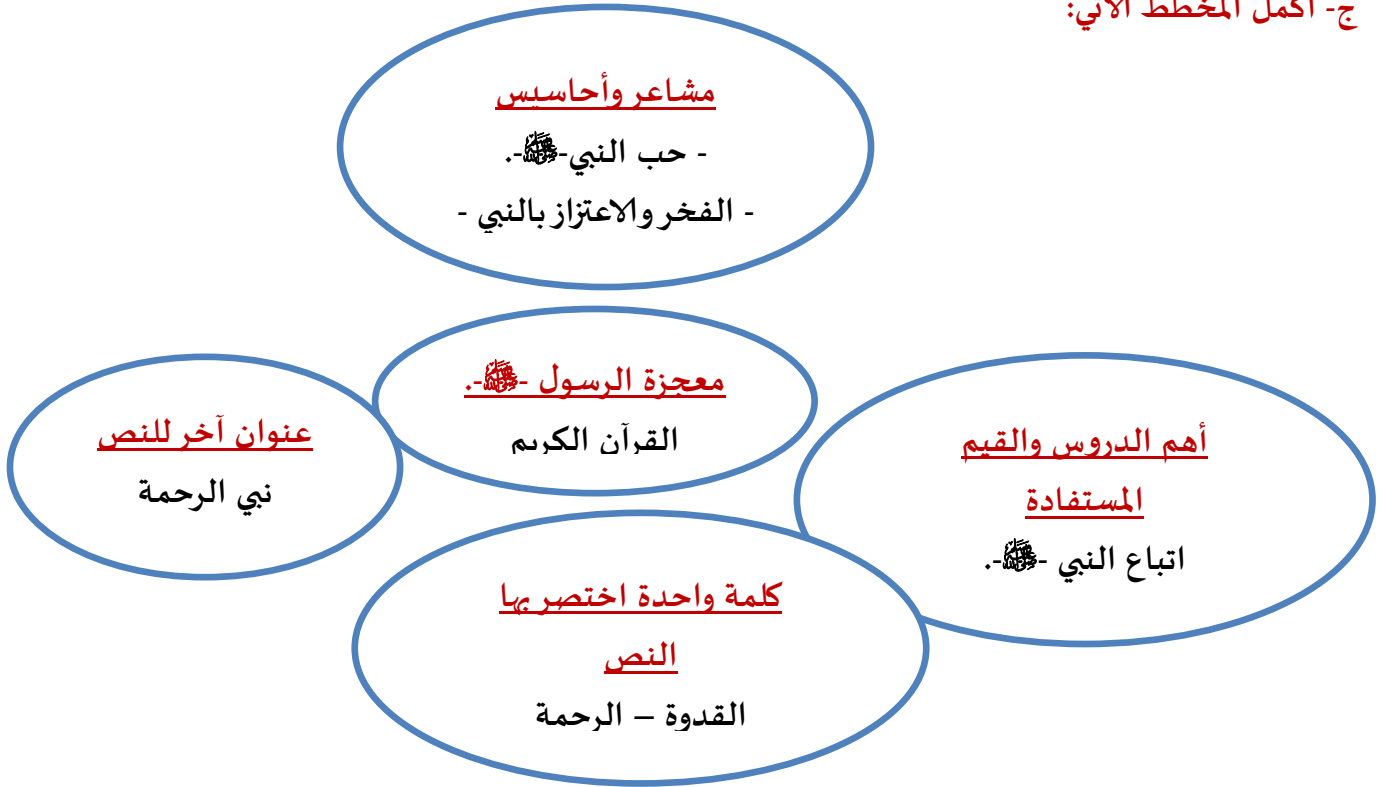 ج- أكمل المخطط الآتي:
مشاعر وأحاسيس
- حب النبي-ﷺ-.
- الفخر والاعتزاز بالنبي -
معجزة الرسول -ﷺ-.
القرآن الكريم
عنوان آخر للنص
نبي الرحمة
أهم الدروس والقيم
المستفادة
اتباع النبي -ﷺ-.
كلمة واحدة اختصر بها
النص
القدوة – الرحمة